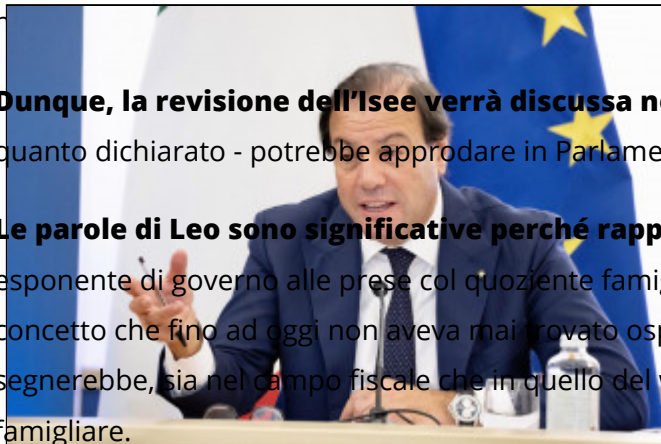 Dunque, la revisione dell'Isee verrà discussa n
quanto dichiarato - potrebbe approdare in Parlame
Le parole di Leo sono significative perché rapp
esponente di governo alle prese col quoziente fami
concetto che fino ad oggi non aveva mai trovato osp
segnerebbe, sia nel campo fiscale che in quello del v
famigliare.